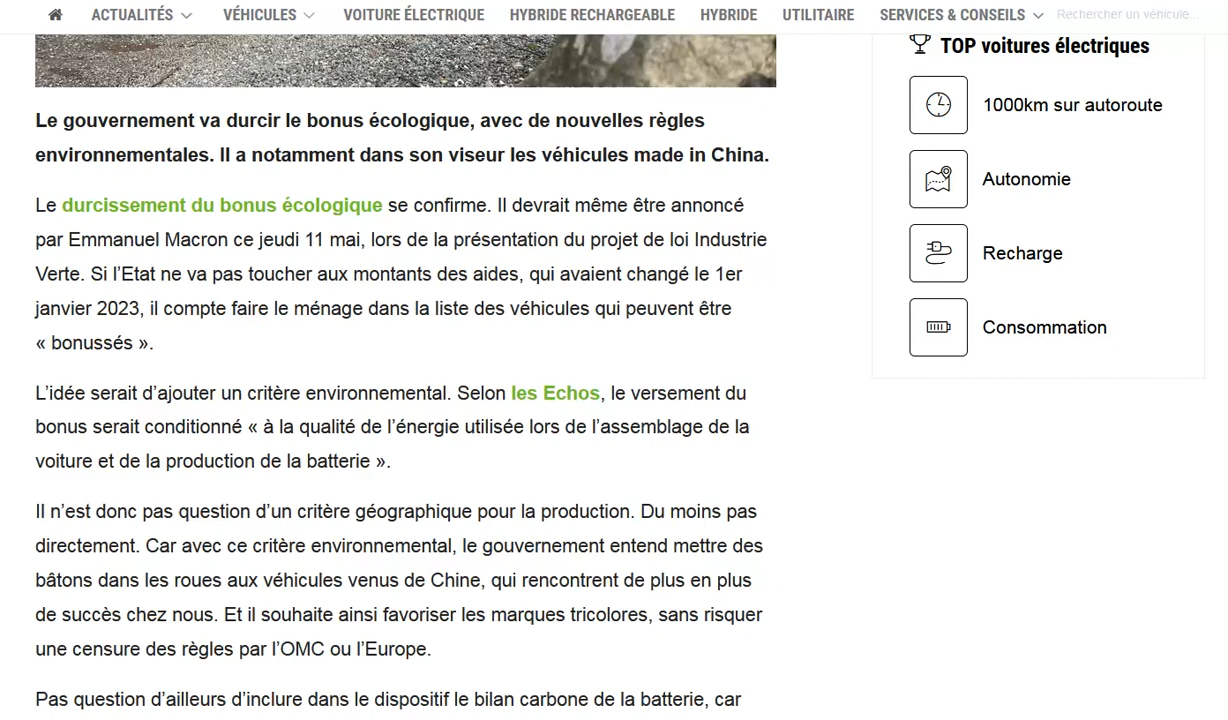 ACTUALITÉS VÉHICULES VOITURE ÉLECTRIQUE HYBRIDE RECHARGEABLE HYBRIDE UTILITAIRE SERVICES & CONSEILS Rechercher un véhicule...
Le gouvernement va durcir le bonus écologique, avec de nouvelles règles
environnementales. Il a notamment dans son viseur les véhicules made in China.
Le durcissement du bonus écologique se confirme. Il devrait même être annoncé
par Emmanuel Macron ce jeudi 11 mai, lors de la présentation du projet de loi Industrie
Verte. Si l’Etat ne va pas toucher aux montants des aides, qui avaient changé le 1er
janvier 2023, il compte faire le ménage dans la liste des véhicules qui peuvent être
« bonussés ».
L’idée serait d’ajouter un critère environnemental. Selon les Echos, le versement du
bonus serait conditionné « à la qualité de l’énergie utilisée lors de l’assemblage de la
voiture et de la production de la batterie ».
Il n’est donc pas question d’un critère géographique pour la production. Du moins pas
directement. Car avec ce critère environnemental, le gouvernement entend mettre des
bâtons dans les roues aux véhicules venus de Chine, qui rencontrent de plus en plus
de succès chez nous. Et il souhaite ainsi favoriser les marques tricolores, sans risquer
une censure des règles par l’OMC ou l’Europe.
Pas question d’ailleurs d’inclure dans le dispositif le bilan carbone de la batterie, car
TOP voitures électriques
1000km sur autoroute
Autonomie
Recharge
Consommation